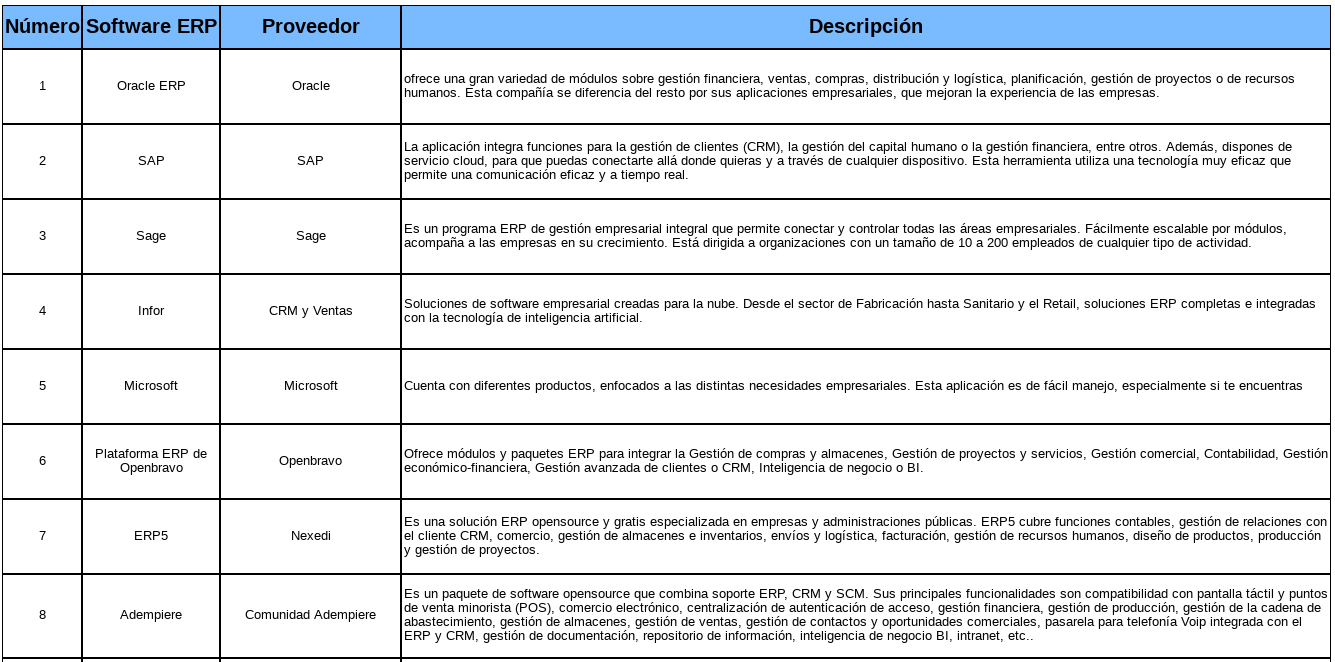 Número Software ERP Proveedor Descripción
1 Oracle ERP Oracle
ofrece una gran variedad de módulos sobre gestión financiera, ventas, compras, distribución y logística, planificación, gestión de proyectos o de recursos
humanos. Esta compañía se diferencia del resto por sus aplicaciones empresariales, que mejoran la experiencia de las empresas.
2 SAP SAP
La aplicación integra funciones para la gestión de clientes (CRM), la gestión del capital humano o la gestión financiera, entre otros. Además, dispones de
servicio cloud, para que puedas conectarte allá donde quieras y a través de cualquier dispositivo. Esta herramienta utiliza una tecnología muy eficaz que
permite una comunicación eficaz y a tiempo real.
3 Sage Sage
Es un programa ERP de gestión empresarial integral que permite conectar y controlar todas las áreas empresariales. Fácilmente escalable por módulos,
acompaña a las empresas en su crecimiento. Está dirigida a organizaciones con un tamaño de 10 a 200 empleados de cualquier tipo de actividad.
4 Infor CRM y Ventas
Soluciones de software empresarial creadas para la nube. Desde el sector de Fabricación hasta Sanitario y el Retail, soluciones ERP completas e integradas
con la tecnología de inteligencia artificial.
5 Microsoft Microsoft
Cuenta con diferentes productos, enfocados a las distintas necesidades empresariales. Esta aplicación es de fácil manejo, especialmente si te encuentras
6 Plataforma ERP de
Openbravo
Openbravo
Ofrece módulos y paquetes ERP para integrar la Gestión de compras y almacenes, Gestión de proyectos y servicios, Gestión comercial, Contabilidad, Gestión
económico-financiera, Gestión avanzada de clientes o CRM, Inteligencia de negocio o BI.
7 ERP5 Nexedi
Es una solución ERP opensource y gratis especializada en empresas y administraciones públicas. ERP5 cubre funciones contables, gestión de relaciones con
el cliente CRM, comercio, gestión de almacenes e inventarios, envíos y logística, facturación, gestión de recursos humanos, diseño de productos, producción
y gestión de proyectos.
8 Adempiere Comunidad Adempiere
Es un paquete de software opensource que combina soporte ERP, CRM y SCM. Sus principales funcionalidades son compatibilidad con pantalla táctil y puntos
de venta minorista (POS), comercio electrónico, centralización de autenticación de acceso, gestión financiera, gestión de producción, gestión de la cadena de
abastecimiento, gestión de almacenes, gestión de ventas, gestión de contactos y oportunidades comerciales, pasarela para telefonía Voip integrada con el
ERP y CRM, gestión de documentación, repositorio de información, inteligencia de negocio BI, intranet, etc..